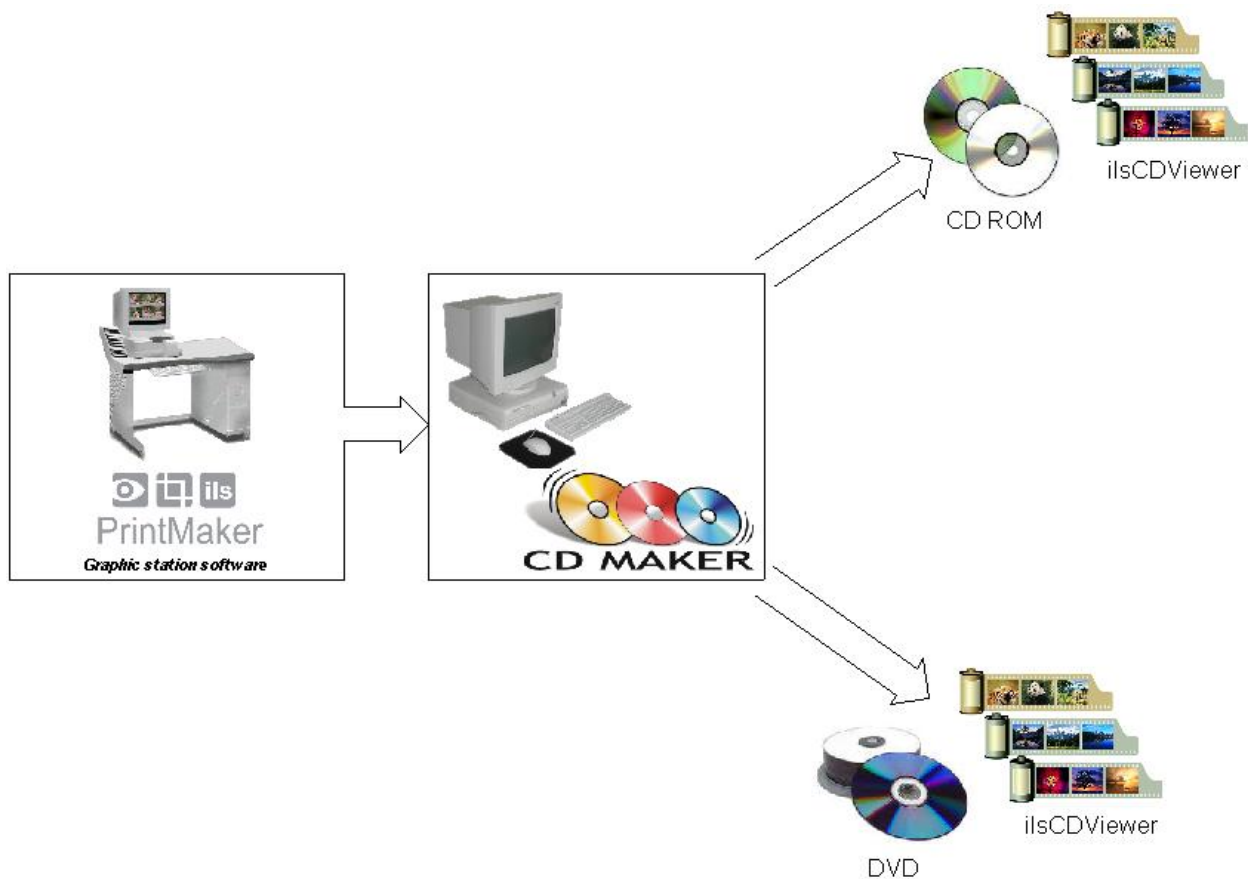 ilsCDViewer
CD ROM
ils
PrintMaker
Graphic station software
CD MAKER
ilsCDViewer
DVD